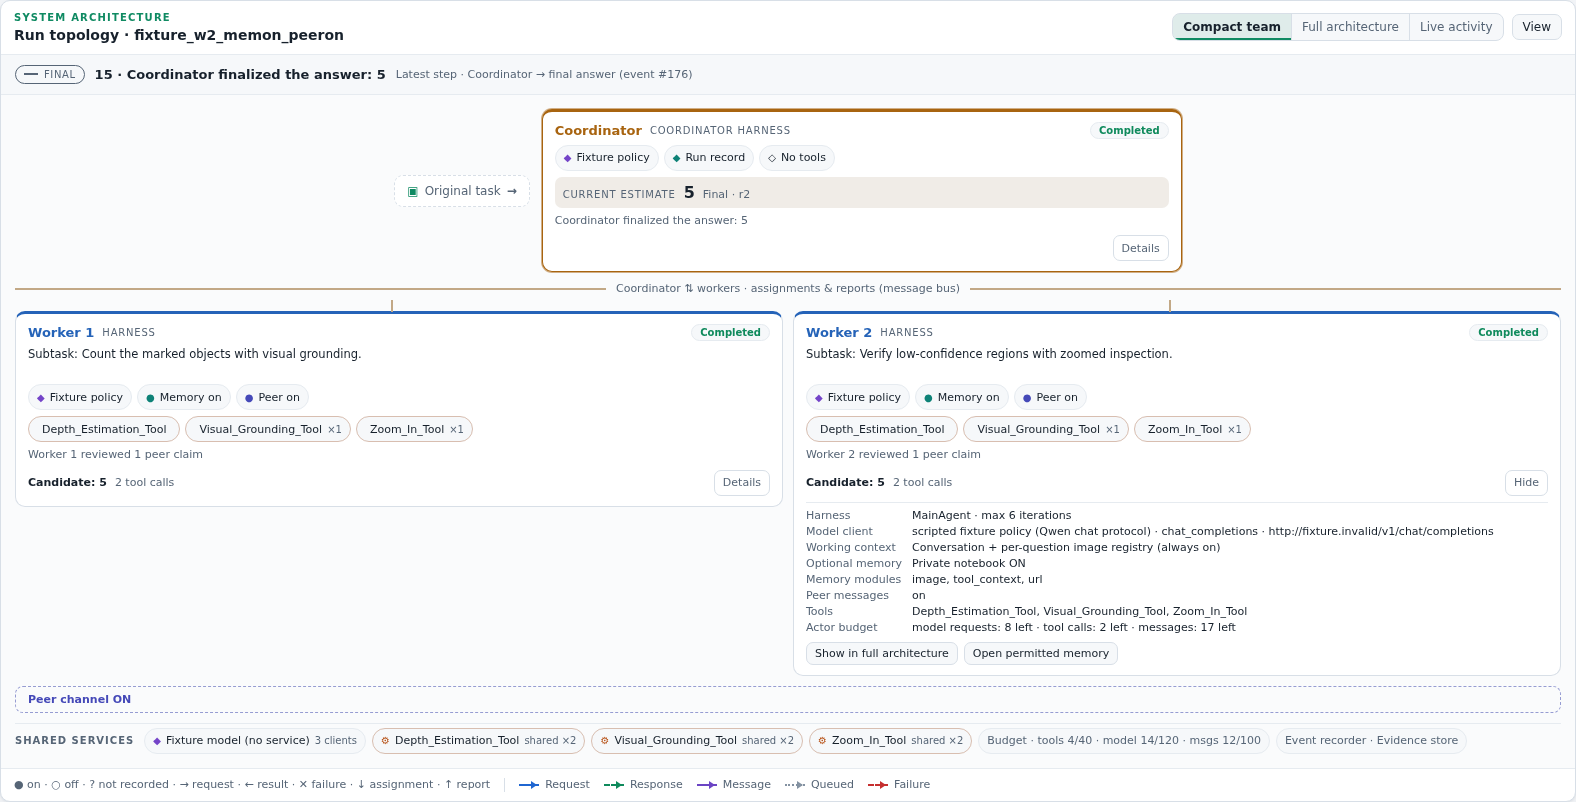 SYSTEM ARCHITECTURE
Run topology · fixture_w2_memon_peeron
Compact team Full architecture Live activity View
FINAL 15 · Coordinator finalized the answer: 5 Latest step · Coordinator → final answer (event #176)
Coordinator COORDINATOR HARNESS Completed
◆ Fixture policy ◆ Run record ◇ No tools
Original task →
CURRENT ESTIMATE 5 Final · r2
Coordinator finalized the answer: 5
Details
Coordinator ⇅ workers · assignments & reports (message bus)
Worker 1 HARNESS Completed
Subtask: Count the marked objects with visual grounding.
◆ Fixture policy ● Memory on ● Peer on
Depth_Estimation_Tool Visual_Grounding_Tool ×1 Zoom_In_Tool ×1
Worker 1 reviewed 1 peer claim
Candidate: 5 2 tool calls Details
Worker 2 HARNESS Completed
Subtask: Verify low-confidence regions with zoomed inspection.
◆ Fixture policy ● Memory on ● Peer on
Depth_Estimation_Tool Visual_Grounding_Tool ×1 Zoom_In_Tool ×1
Worker 2 reviewed 1 peer claim
Candidate: 5 2 tool calls Hide
Harness MainAgent · max 6 iterations
Model client scripted fixture policy (Qwen chat protocol) · chat_completions · http://fixture.invalid/v1/chat/completions
Working context Conversation + per-question image registry (always on)
Optional memory Private notebook ON
Memory modules image, tool_context, url
Peer messages on
Tools Depth_Estimation_Tool, Visual_Grounding_Tool, Zoom_In_Tool
Actor budget model requests: 8 left · tool calls: 2 left · messages: 17 left
Show in full architecture Open permitted memory
Peer channel ON
SHARED SERVICES ◆ Fixture model (no service) 3 clients ⚙ Depth_Estimation_Tool shared ×2 ⚙ Visual_Grounding_Tool shared ×2 ⚙ Zoom_In_Tool shared ×2 Budget · tools 4/40 · model 14/120 · msgs 12/100 Event recorder · Evidence store
● on · ○ off · ? not recorded · → request · ← result · ✕ failure · ↓ assignment · ↑ report Request Response Message Queued Failure